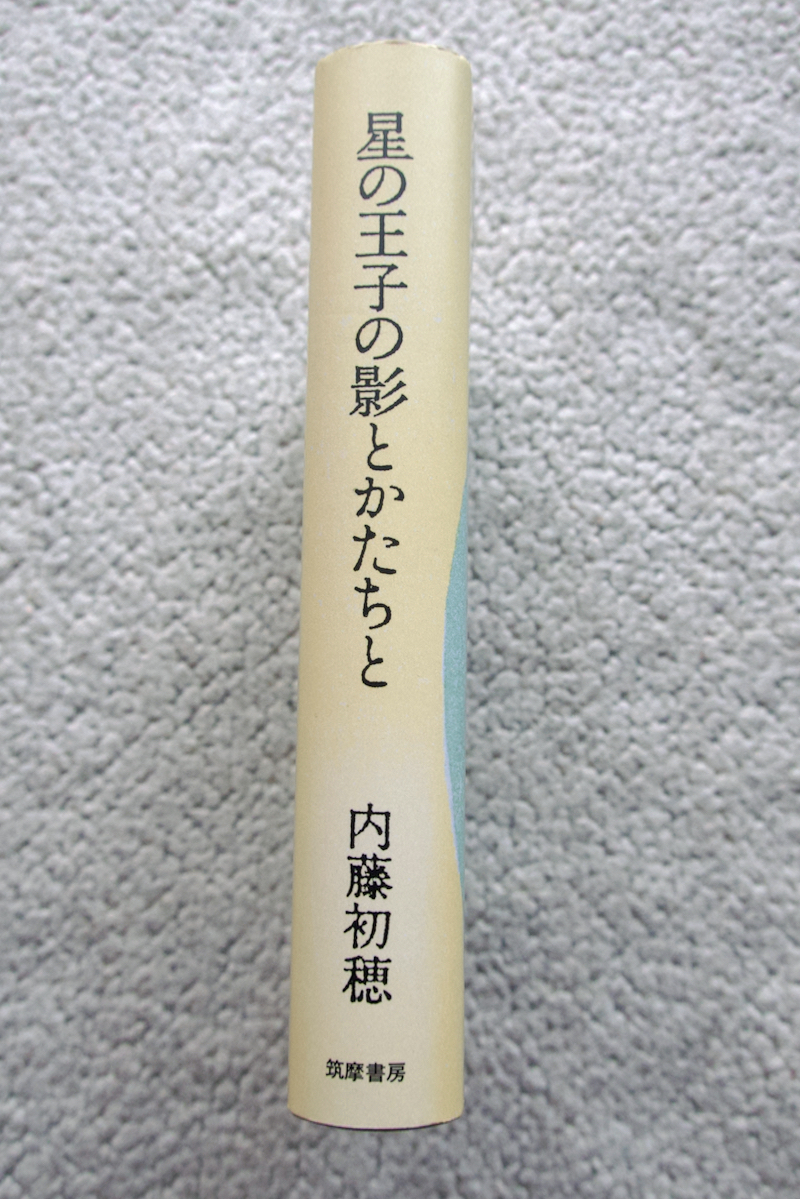 星の王子の影とかたちと
内藤初穂
筑摩書房